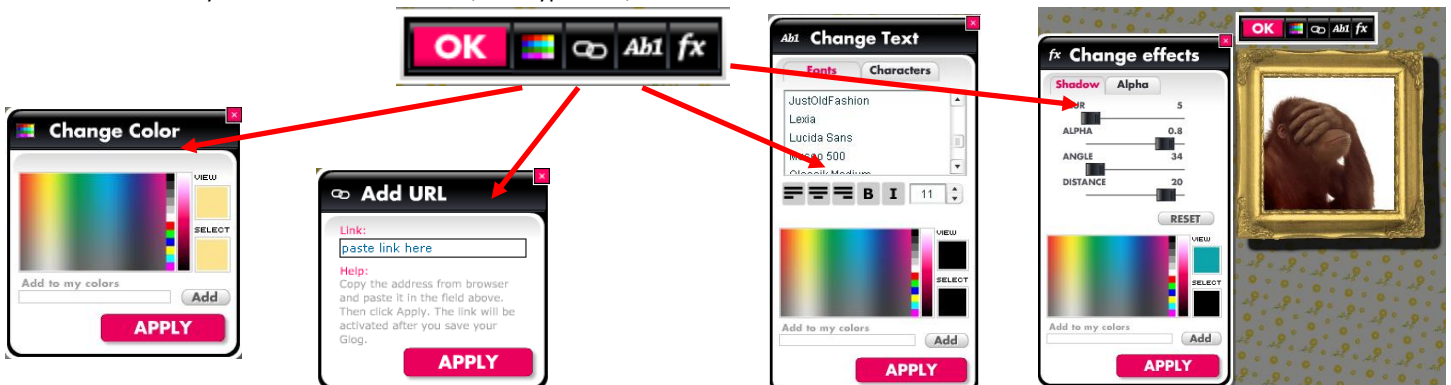 OK Ab1 fx
Change Color
VIEW
SELECT
Add to my colors
Add
APPLY
Add URL
Link:
paste link here
Help:
Copy the address from browser
and paste it in the field above.
Then click Apply. The link will be
activated after you save your
Glog.
APPLY
Ab1 Change Text
Fonts Characters
JustOldFashion
Lexia
Lucida Sans
500
B I 11
VIEW
SELECT
Add to my colors
Add
APPLY
fx Change effects
Shadow Alpha
5
ALPHA 0.8
ANGLE 34
DISTANCE 20
RESET
VIEW
SELECT
Add to my colors
Add
APPLY
OK Ab1 fx